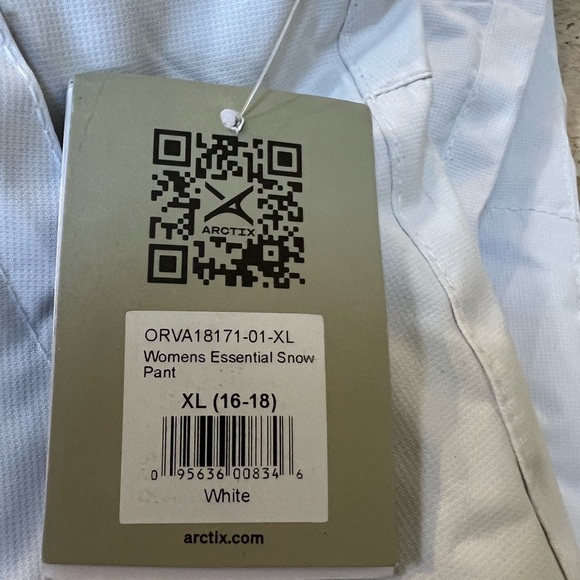 ARCTIX
ORVA18171-01-XL
Womens Essential Snow
Pant
XL (16-18)
0 95636 00834 6
White
arctix.com